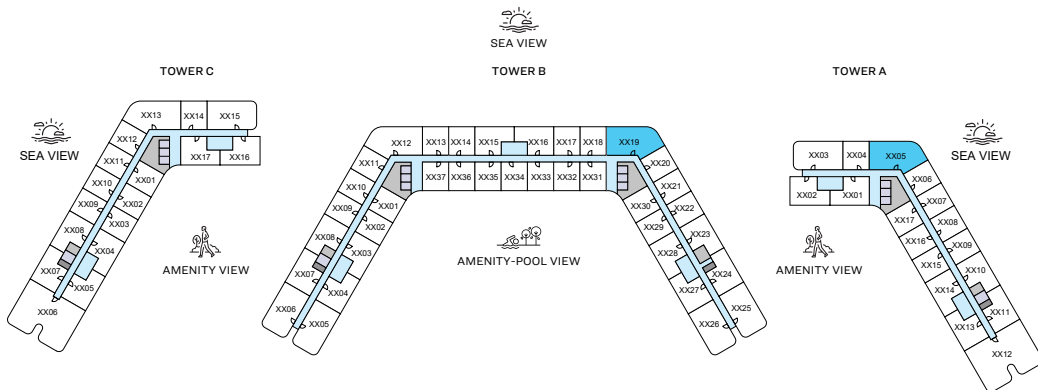 SEA VIEW
TOWER C
TOWER B
TOWER A
SEA VIEW
XX13
XX14
XX15
XX12
XX11
XX10
XX09
XX08
XX07
XX06
XX17
XX16
XX01
XX02
XX03
XX04
XX05
AMENITY VIEW
XX12
XX13
XX14
XX15
XX16
XX17
XX18
XX19
XX11
XX10
XX09
XX08
XX07
XX06
XX37
XX36
XX35
XX34
XX33
XX32
XX31
XX01
XX02
XX03
XX04
XX05
XX20
XX21
XX22
XX23
XX24
XX25
XX30
XX29
XX28
XX27
XX26
AMENITY-POOL VIEW
XX03
XX04
XX05
XX02
XX01
XX06
XX07
XX08
XX09
XX10
XX11
XX12
XX17
XX16
XX15
XX14
XX13
SEA VIEW
AMENITY VIEW